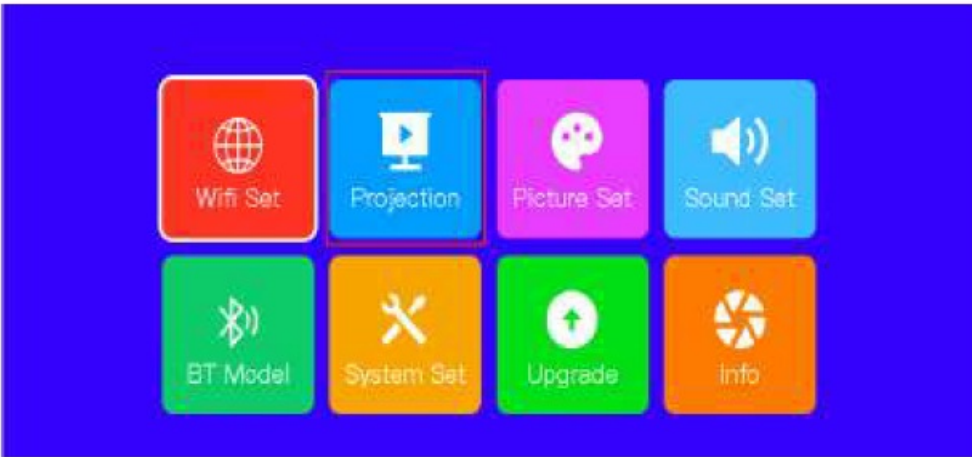 Wifi Set
Projection
Picture Set
Sound Set
BT Model
System Set
Upgrade
Info